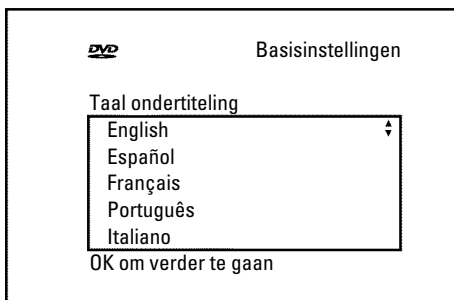 DVD
Basisinstellingen
Taal ondertiteling
English
Español
Français
Português
Italiano
OK om verder te gaan